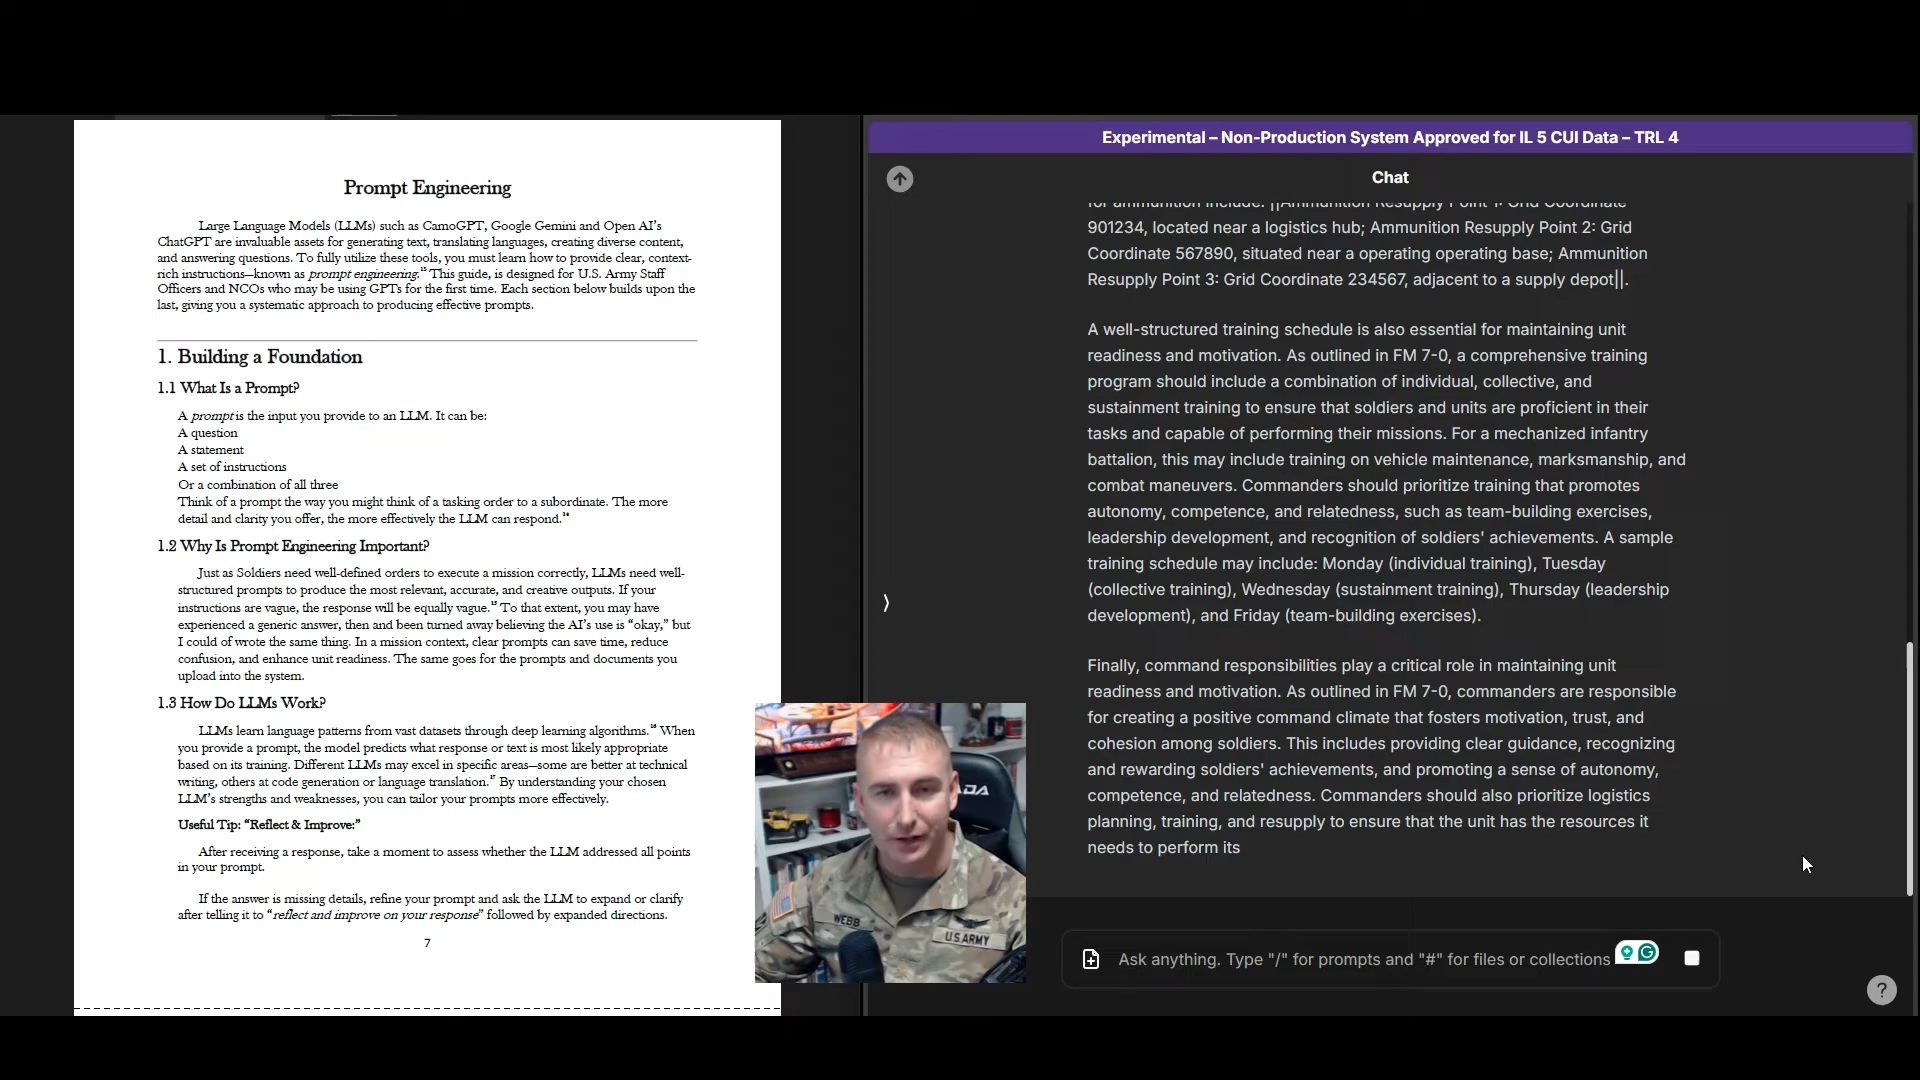 Prompt Engineering
Large Language Models (LLMs) such as CamoGPT, Google Gemini and Open AI's
ChatGPT are invaluable assets for generating text, translating languages, creating diverse content,
and answering questions. To fully utilize these tools, you must learn how to provide clear, context-
rich instructions—known as prompt engineering.¹³ This guide, is designed for U.S. Army Staff
Officers and NCOs who may be using GPTs for the first time. Each section below builds upon the
last, giving you a systematic approach to producing effective prompts.
1. Building a Foundation
1.1 What Is a Prompt?
A prompt is the input you provide to an LLM. It can be:
A question
A statement
A set of instructions
Or a combination of all three
Think of a prompt the way you might think of a tasking order to a subordinate. The more
detail and clarity you offer, the more effectively the LLM can respond.¹⁴
1.2 Why Is Prompt Engineering Important?
Just as Soldiers need well-defined orders to execute a mission correctly, LLMs need well-
structured prompts to produce the most relevant, accurate, and creative outputs. If your
instructions are vague, the response will be equally vague.¹⁵ To that extent, you may have
experienced a generic answer, then and been turned away believing the AI's use is “okay,” but
I could of wrote the same thing. In a mission context, clear prompts can save time, reduce
confusion, and enhance unit readiness. The same goes for the prompts and documents you
upload into the system.
1.3 How Do LLMs Work?
LLMs learn language patterns from vast datasets through deep learning algorithms.¹⁶ When
you provide a prompt, the model predicts what response or text is most likely appropriate
based on its training. Different LLMs may excel in specific areas—some are better at technical
writing, others at code generation or language translation.¹⁷ By understanding your chosen
LLM's strengths and weaknesses, you can tailor your prompts more effectively.
Useful Tip: “Reflect & Improve:”
After receiving a response, take a moment to assess whether the LLM addressed all points
in your prompt.
If the answer is missing details, refine your prompt and ask the LLM to expand or clarify
after telling it to “reflect and improve on your response” followed by expanded directions.
7
Experimental – Non-Production System Approved for IL 5 CUI Data – TRL 4
Chat
for ammunition include: ||Ammunition Resupply Point 1: Grid Coordinate
901234, located near a logistics hub; Ammunition Resupply Point 2: Grid
Coordinate 567890, situated near a operating operating base; Ammunition
Resupply Point 3: Grid Coordinate 234567, adjacent to a supply depot||.
A well-structured training schedule is also essential for maintaining unit
readiness and motivation. As outlined in FM 7-0, a comprehensive training
program should include a combination of individual, collective, and
sustainment training to ensure that soldiers and units are proficient in their
tasks and capable of performing their missions. For a mechanized infantry
battalion, this may include training on vehicle maintenance, marksmanship, and
combat maneuvers. Commanders should prioritize training that promotes
autonomy, competence, and relatedness, such as team-building exercises,
leadership development, and recognition of soldiers' achievements. A sample
training schedule may include: Monday (individual training), Tuesday
(collective training), Wednesday (sustainment training), Thursday (leadership
development), and Friday (team-building exercises).
Finally, command responsibilities play a critical role in maintaining unit
readiness and motivation. As outlined in FM 7-0, commanders are responsible
for creating a positive command climate that fosters motivation, trust, and
cohesion among soldiers. This includes providing clear guidance, recognizing
and rewarding soldiers' achievements, and promoting a sense of autonomy,
competence, and relatedness. Commanders should also prioritize logistics
planning, training, and resupply to ensure that the unit has the resources it
needs to perform its
Ask anything. Type "/" for prompts and "#" for files or collections
?
WEBB
U.S. ARMY